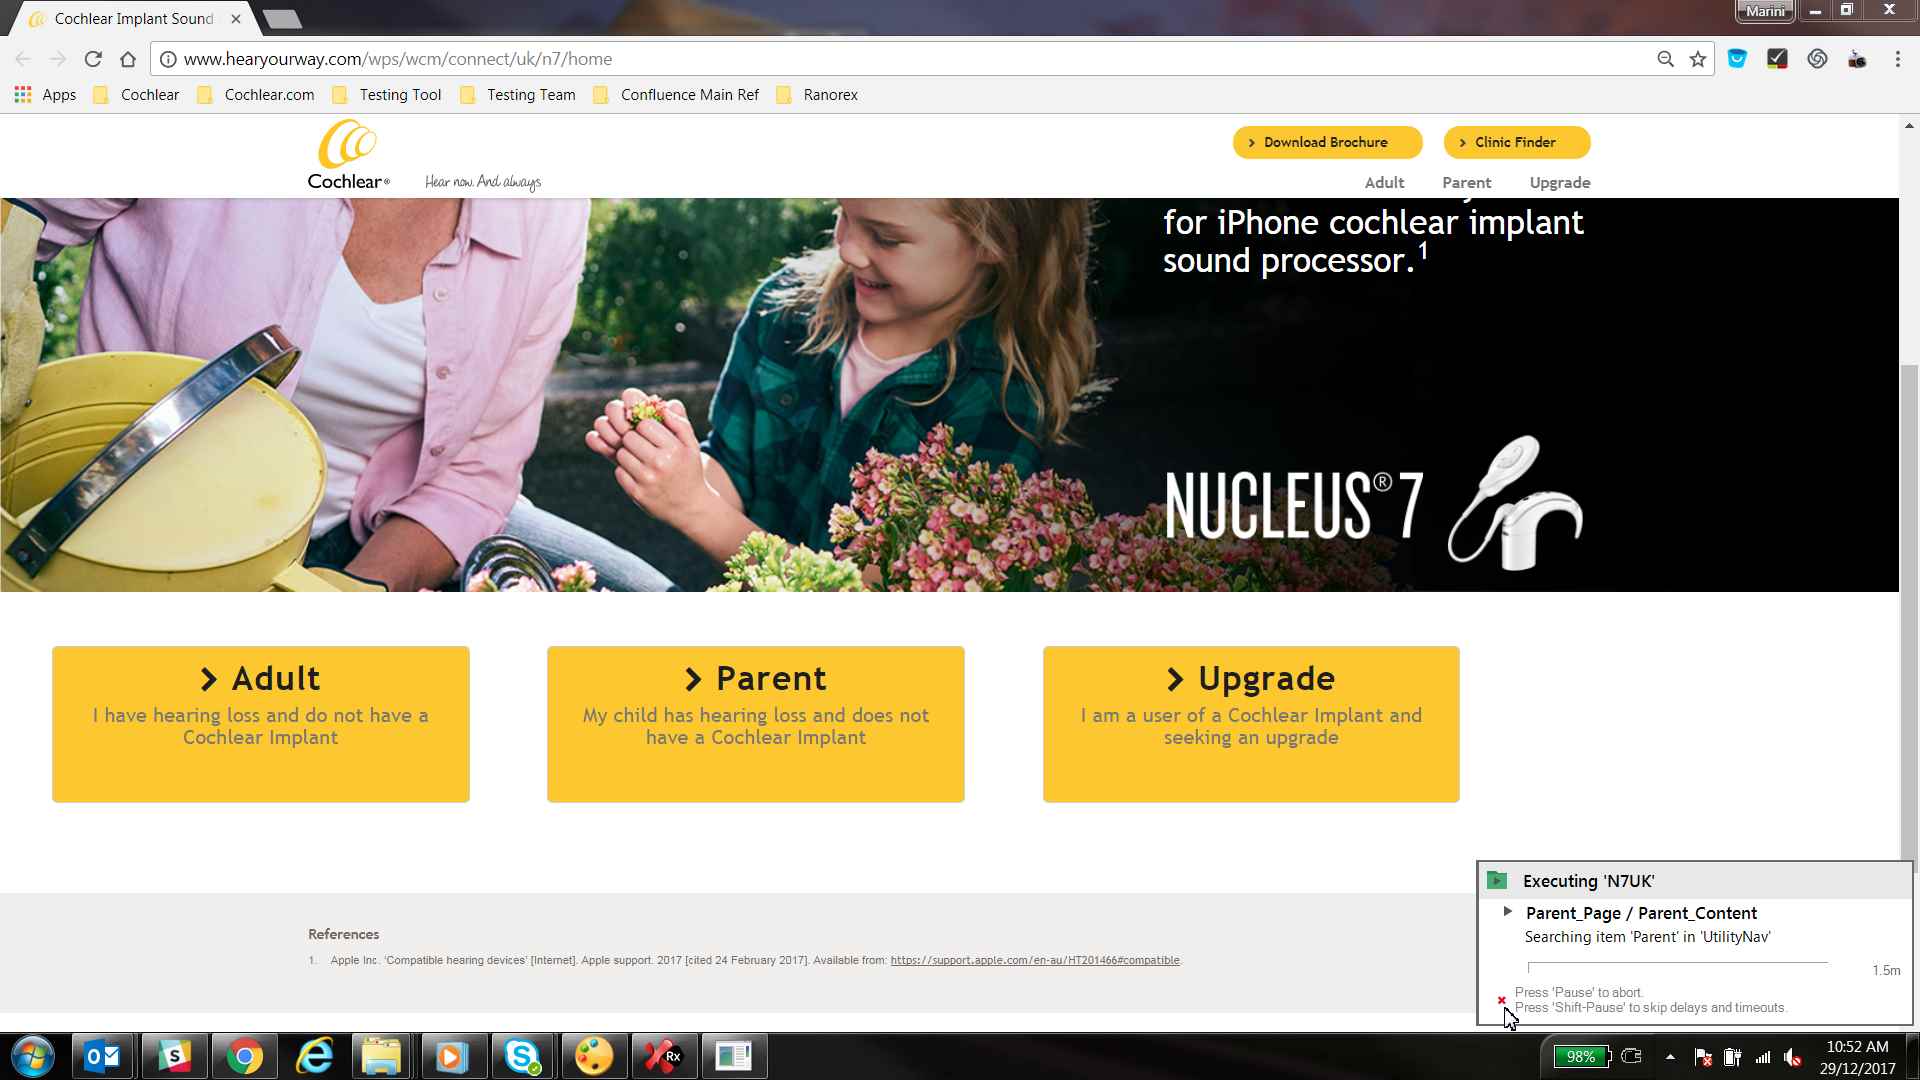 Cochlear Implant Sound
Marini
www.hearyourway.com/wps/wcm/connect/uk/n7/home
Apps Cochlear Cochlear.com Testing Tool Testing Team Confluence Main Ref Ranorex
Cochlear®
Hear now. And always
Download Brochure
Clinic Finder
Adult Parent Upgrade
for iPhone cochlear implant
sound processor.1
NUCLEUS® 7
Adult
I have hearing loss and do not have a
Cochlear Implant
Parent
My child has hearing loss and does not
have a Cochlear Implant
Upgrade
I am a user of a Cochlear Implant and
seeking an upgrade
References
1. Apple Inc. 'Compatible hearing devices' [Internet]. Apple support. 2017 [cited 24 February 2017]. Available from: https://support.apple.com/en-au/HT201466#compatible.
Executing 'N7UK'
Parent_Page / Parent_Content
Searching item 'Parent' in 'UtilityNav'
1.5m
Press 'Pause' to abort.
Press 'Shift-Pause' to skip delays and timeouts.
Rx
98%
10:52 AM
29/12/2017